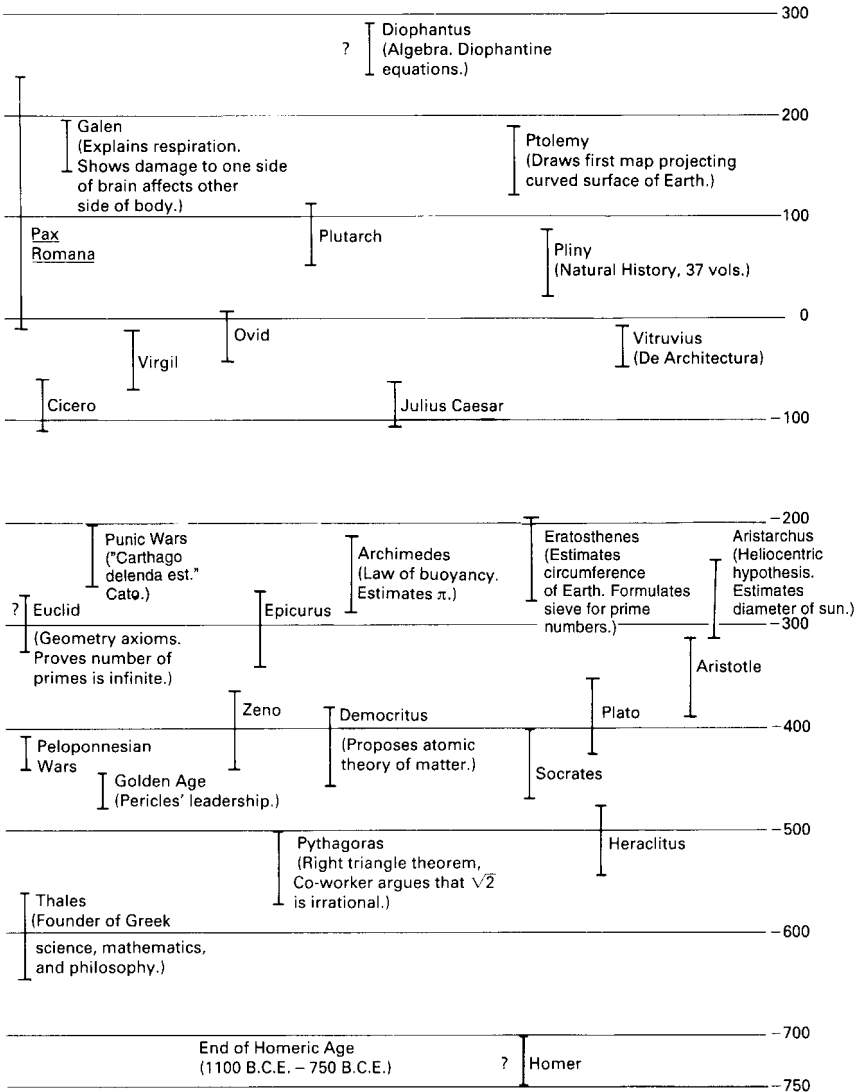 300
Diophantus
? (Algebra. Diophantine
equations.)
200
Galen
(Explains respiration.
Shows damage to one side
of brain affects other
side of body.)
Ptolemy
(Draws first map projecting
curved surface of Earth.)
100
Pax
Romana
Plutarch
Pliny
(Natural History, 37 vols.)
0
Ovid
Virgil
Vitruvius
(De Architectura)
Cicero
Julius Caesar
−100
−200
Punic Wars
("Carthago
delenda est."
Cato.)
Archimedes
(Law of buoyancy.
Estimates π.)
Eratosthenes
(Estimates
circumference
of Earth. Formulates
sieve for prime
numbers.)
Aristarchus
(Heliocentric
hypothesis.
Estimates
diameter of sun.)
? Euclid
(Geometry axioms.
Proves number of
primes is infinite.)
Epicurus
−300
Aristotle
Zeno
Democritus
(Proposes atomic
theory of matter.)
Plato
−400
Peloponnesian
Wars
Golden Age
(Pericles' leadership.)
Socrates
−500
Pythagoras
(Right triangle theorem,
Co-worker argues that √2
is irrational.)
Heraclitus
Thales
(Founder of Greek
science, mathematics,
and philosophy.)
−600
−700
End of Homeric Age
(1100 B.C.E. – 750 B.C.E.)
? Homer
−750